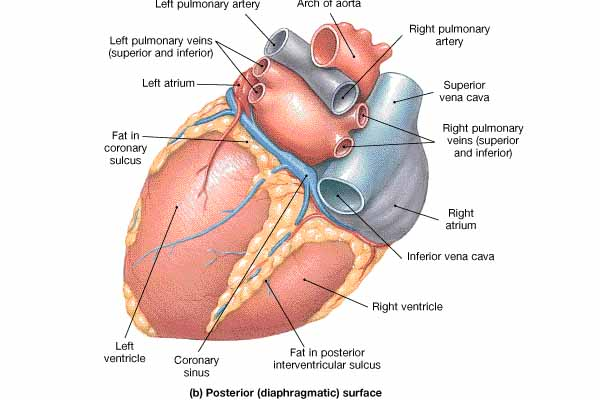 Left pulmonary artery
Arch of aorta
Right pulmonary
artery
Left pulmonary veins
(superior and inferior)
Left atrium
Superior
vena cava
Fat in
coronary
sulcus
Right pulmonary
veins (superior
and inferior)
Right
atrium
Inferior vena cava
Right ventricle
Left
ventricle
Coronary
sinus
Fat in posterior
interventricular sulcus
(b) Posterior (diaphragmatic) surface